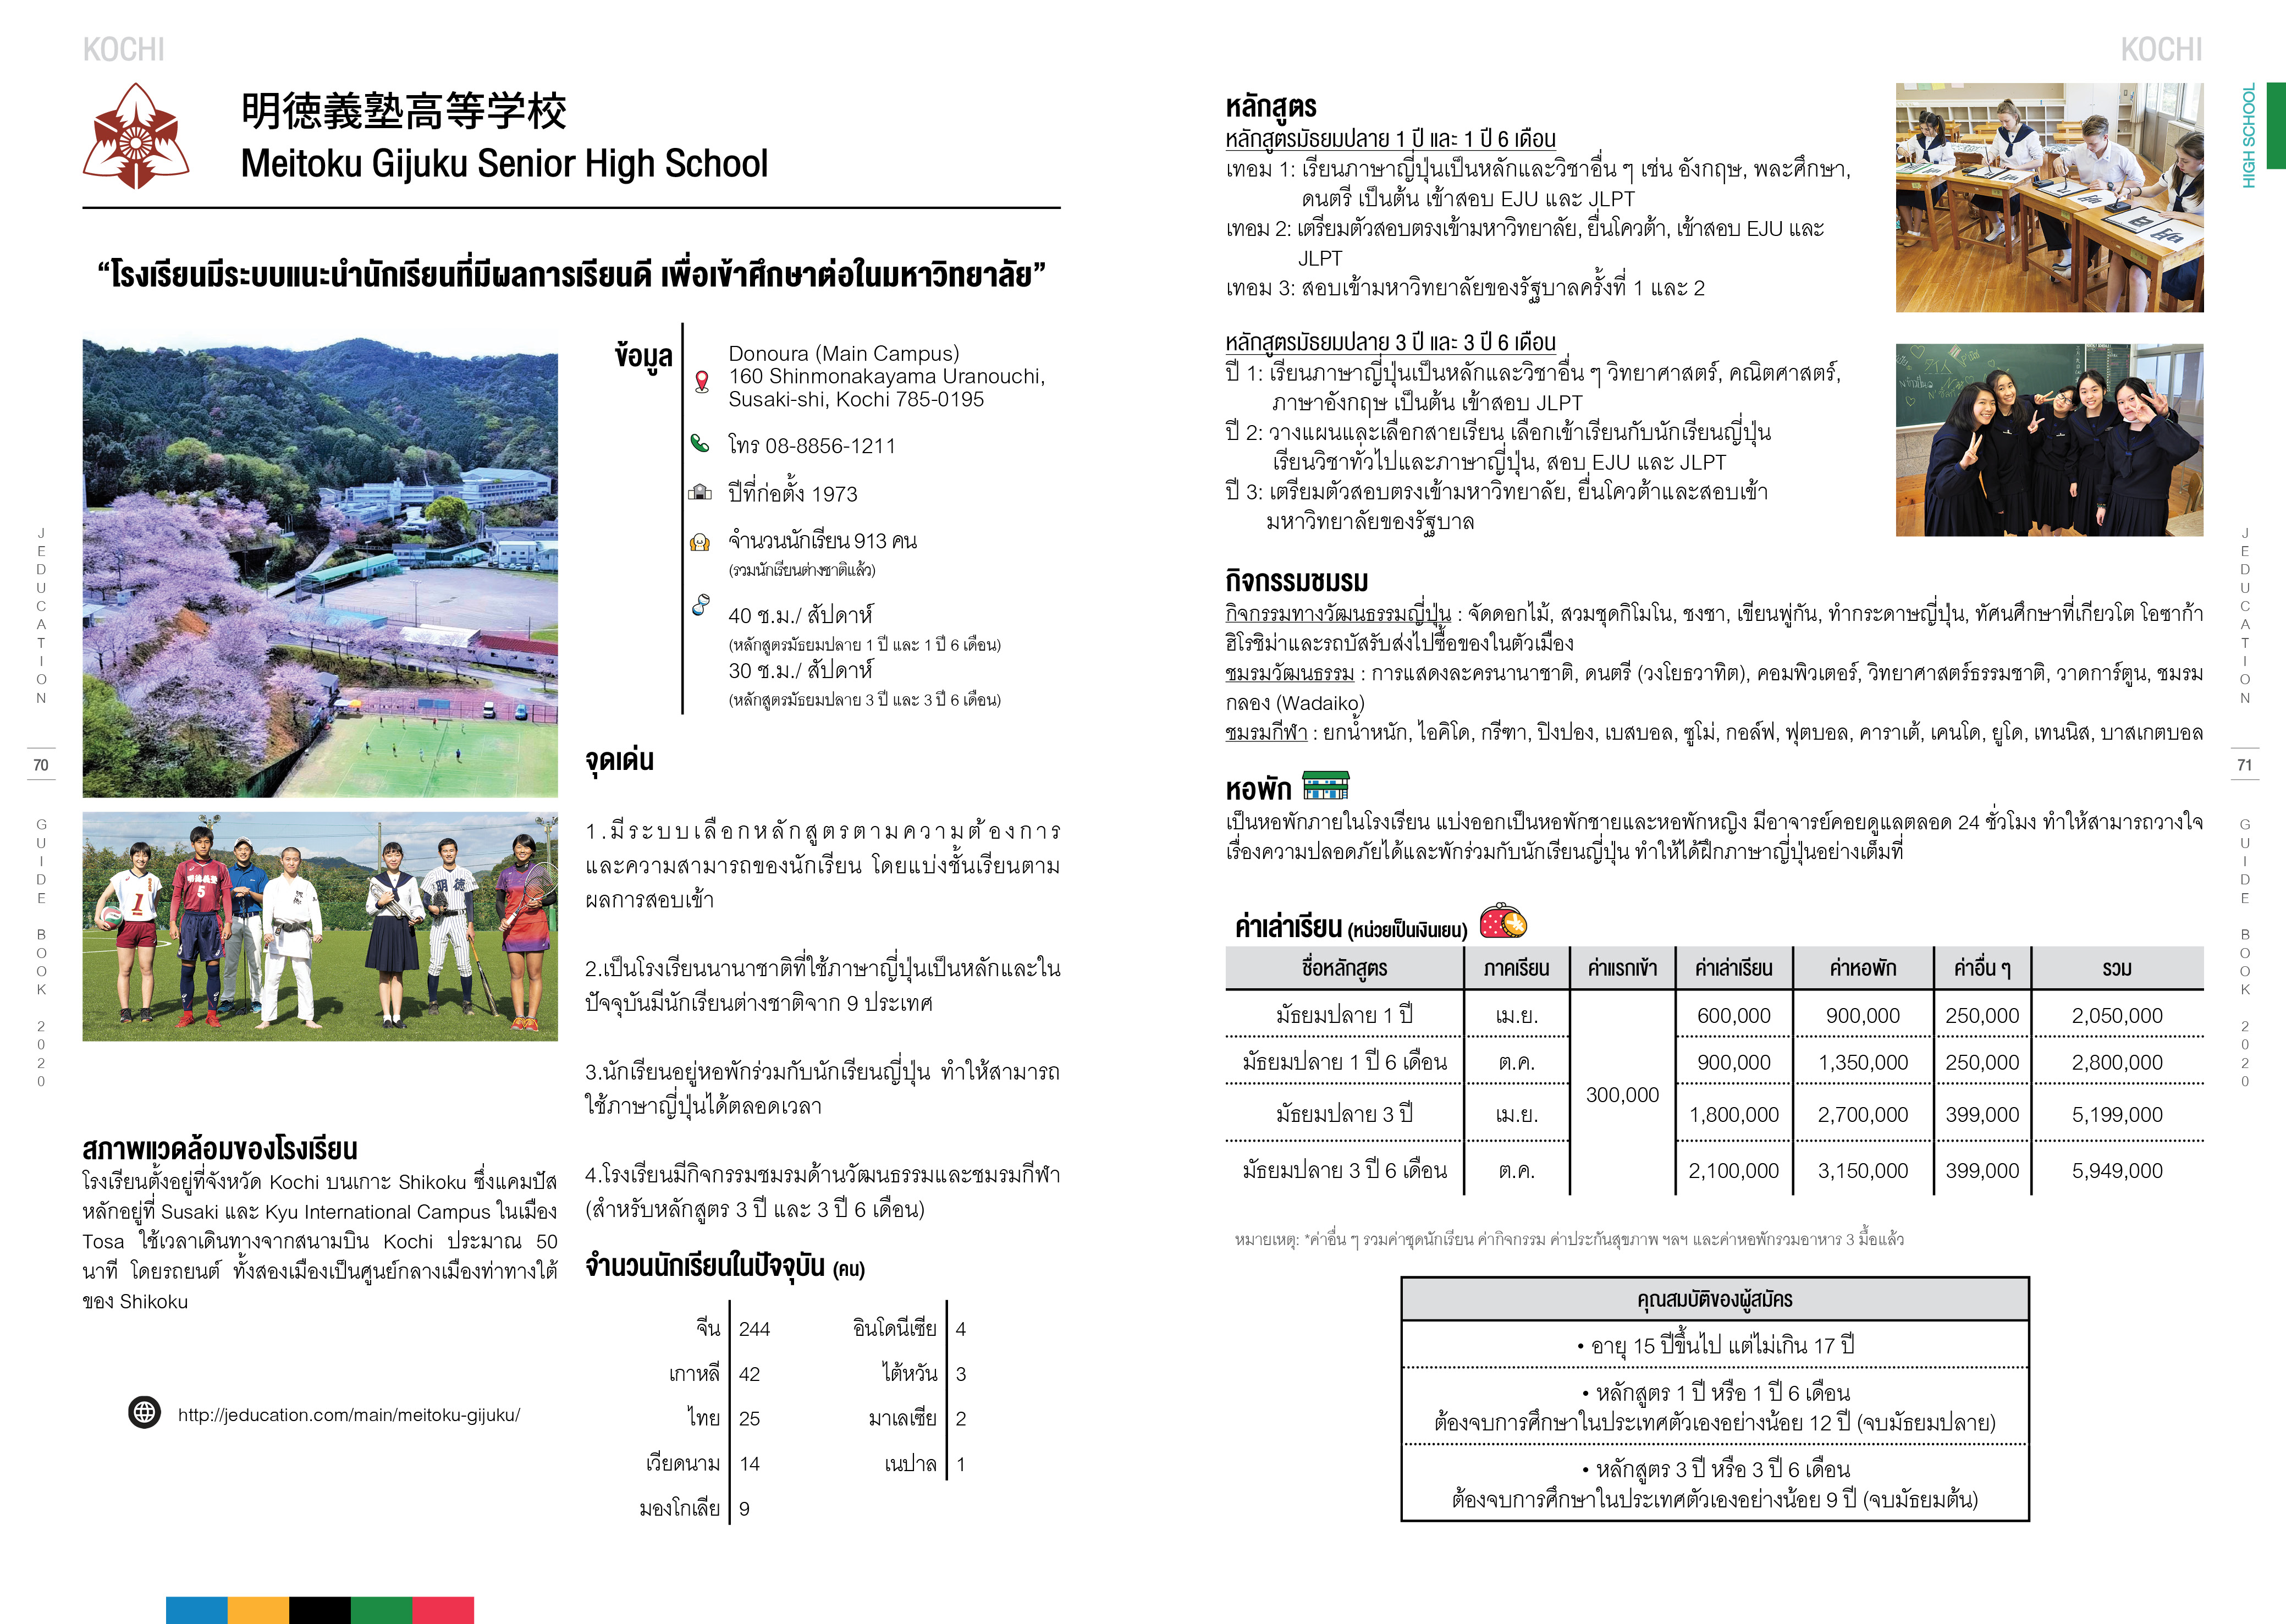 KOCHI
明徳義塾高等学校
Meitoku Gijuku Senior High School
“โรงเรียนมีระบบแนะนำนักเรียนที่มีผลการเรียนดี เพื่อเข้าศึกษาต่อในมหาวิทยาลัย”
ข้อมูล
Donoura (Main Campus)
160 Shinmonakayama Uranouchi,
Susaki-shi, Kochi 785-0195
โทร 08-8856-1211
ปีที่ก่อตั้ง 1973
จำนวนนักเรียน 913 คน
(รวมนักเรียนต่างชาติแล้ว)
40 ช.ม./ สัปดาห์
(หลักสูตรมัธยมปลาย 1 ปี และ 1 ปี 6 เดือน)
30 ช.ม./ สัปดาห์
(หลักสูตรมัธยมปลาย 3 ปี และ 3 ปี 6 เดือน)
จุดเด่น
1.มีระบบเลือกหลักสูตรตามความต้องการ
และความสามารถของนักเรียน โดยแบ่งชั้นเรียนตาม
ผลการสอบเข้า
2.เป็นโรงเรียนนานาชาติที่ใช้ภาษาญี่ปุ่นเป็นหลักและใน
ปัจจุบันมีนักเรียนต่างชาติจาก 9 ประเทศ
3.นักเรียนอยู่หอพักร่วมกับนักเรียนญี่ปุ่น ทำให้สามารถ
ใช้ภาษาญี่ปุ่นได้ตลอดเวลา
4.โรงเรียนมีกิจกรรมชมรมด้านวัฒนธรรมและชมรมกีฬา
(สำหรับหลักสูตร 3 ปี และ 3 ปี 6 เดือน)
สภาพแวดล้อมของโรงเรียน
โรงเรียนตั้งอยู่ที่จังหวัด Kochi บนเกาะ Shikoku ซึ่งแคมปัส
หลักอยู่ที่ Susaki และ Kyu International Campus ในเมือง
Tosa ใช้เวลาเดินทางจากสนามบิน Kochi ประมาณ 50
นาที โดยรถยนต์ ทั้งสองเมืองเป็นศูนย์กลางเมืองท่าทางใต้
ของ Shikoku
http://jeducation.com/main/meitoku-gijuku/
จำนวนนักเรียนในปัจจุบัน (คน)
จีน 244
เกาหลี 42
ไทย 25
เวียดนาม 14
มองโกเลีย 9
อินโดนีเซีย 4
ไต้หวัน 3
มาเลเซีย 2
เนปาล 1
JEDUCATION
70
GUIDE BOOK 2020
KOCHI
HIGH SCHOOL
หลักสูตร
หลักสูตรมัธยมปลาย 1 ปี และ 1 ปี 6 เดือน
เทอม 1: เรียนภาษาญี่ปุ่นเป็นหลักและวิชาอื่น ๆ เช่น อังกฤษ, พละศึกษา,
ดนตรี เป็นต้น เข้าสอบ EJU และ JLPT
เทอม 2: เตรียมตัวสอบตรงเข้ามหาวิทยาลัย, ยื่นโควต้า, เข้าสอบ EJU และ
JLPT
เทอม 3: สอบเข้ามหาวิทยาลัยของรัฐบาลครั้งที่ 1 และ 2
หลักสูตรมัธยมปลาย 3 ปี และ 3 ปี 6 เดือน
ปี 1: เรียนภาษาญี่ปุ่นเป็นหลักและวิชาอื่น ๆ วิทยาศาสตร์, คณิตศาสตร์,
ภาษาอังกฤษ เป็นต้น เข้าสอบ JLPT
ปี 2: วางแผนและเลือกสายเรียน เลือกเข้าเรียนกับนักเรียนญี่ปุ่น
เรียนวิชาทั่วไปและภาษาญี่ปุ่น, สอบ EJU และ JLPT
ปี 3: เตรียมตัวสอบตรงเข้ามหาวิทยาลัย, ยื่นโควต้าและสอบเข้า
มหาวิทยาลัยของรัฐบาล
กิจกรรมชมรม
กิจกรรมทางวัฒนธรรมญี่ปุ่น : จัดดอกไม้, สวมชุดกิโมโน, ชงชา, เขียนพู่กัน, ทำกระดาษญี่ปุ่น, ทัศนศึกษาที่เกียวโต โอซาก้า
ฮิโรชิม่าและรถบัสรับส่งไปซื้อของในตัวเมือง
ชมรมวัฒนธรรม : การแสดงละครนานาชาติ, ดนตรี (วงโยธวาทิต), คอมพิวเตอร์, วิทยาศาสตร์ธรรมชาติ, วาดการ์ตูน, ชมรม
กลอง (Wadaiko)
ชมรมกีฬา : ยกน้ำหนัก, ไอคิโด, กรีฑา, ปิงปอง, เบสบอล, ซูโม่, กอล์ฟ, ฟุตบอล, คาราเต้, เคนโด, ยูโด, เทนนิส, บาสเกตบอล
หอพัก
เป็นหอพักภายในโรงเรียน แบ่งออกเป็นหอพักชายและหอพักหญิง มีอาจารย์คอยดูแลตลอด 24 ชั่วโมง ทำให้สามารถวางใจ
เรื่องความปลอดภัยได้และพักร่วมกับนักเรียนญี่ปุ่น ทำให้ได้ฝึกภาษาญี่ปุ่นอย่างเต็มที่
ค่าเล่าเรียน (หน่วยเป็นเงินเยน)
ชื่อหลักสูตร ภาคเรียน ค่าแรกเข้า ค่าเล่าเรียน ค่าหอพัก ค่าอื่น ๆ รวม
มัธยมปลาย 1 ปี เม.ย. 600,000 900,000 250,000 2,050,000
มัธยมปลาย 1 ปี 6 เดือน ต.ค. 900,000 1,350,000 250,000 2,800,000
300,000
มัธยมปลาย 3 ปี เม.ย. 1,800,000 2,700,000 399,000 5,199,000
มัธยมปลาย 3 ปี 6 เดือน ต.ค. 2,100,000 3,150,000 399,000 5,949,000
หมายเหตุ: *ค่าอื่น ๆ รวมค่าชุดนักเรียน ค่ากิจกรรม ค่าประกันสุขภาพ ฯลฯ และค่าหอพักรวมอาหาร 3 มื้อแล้ว
คุณสมบัติของผู้สมัคร
• อายุ 15 ปีขึ้นไป แต่ไม่เกิน 17 ปี
• หลักสูตร 1 ปี หรือ 1 ปี 6 เดือน
ต้องจบการศึกษาในประเทศตัวเองอย่างน้อย 12 ปี (จบมัธยมปลาย)
• หลักสูตร 3 ปี หรือ 3 ปี 6 เดือน
ต้องจบการศึกษาในประเทศตัวเองอย่างน้อย 9 ปี (จบมัธยมต้น)
JEDUCATION
71
GUIDE BOOK 2020